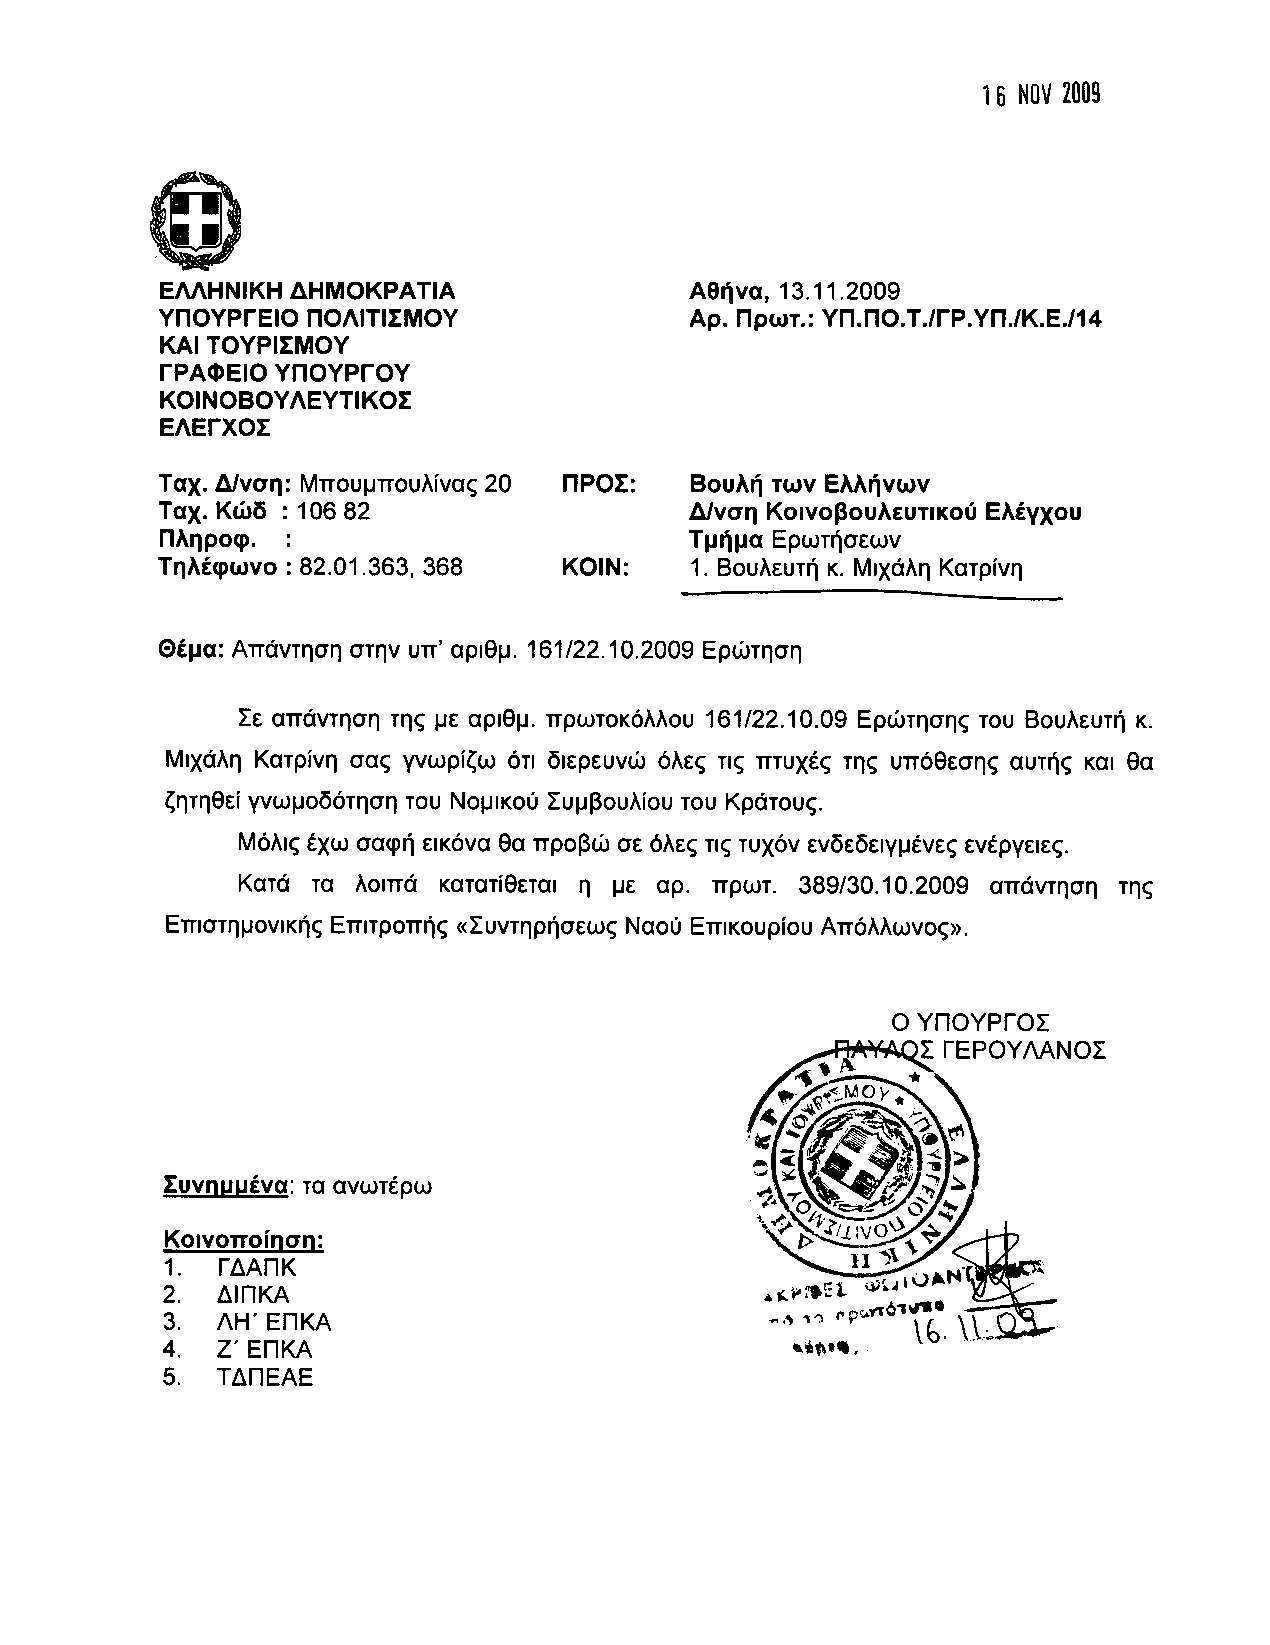 16 NOV 2009
ΕΛΛΗΝΙΚΗ ΔΗΜΟΚΡΑΤΙΑ
ΥΠΟΥΡΓΕΙΟ ΠΟΛΙΤΙΣΜΟΥ
ΚΑΙ ΤΟΥΡΙΣΜΟΥ
ΓΡΑΦΕΙΟ ΥΠΟΥΡΓΟΥ
ΚΟΙΝΟΒΟΥΛΕΥΤΙΚΟΣ
ΕΛΕΓΧΟΣ
Αθήνα, 13.11.2009
Αρ. Πρωτ.: ΥΠ.ΠΟ.Τ./ΓΡ.ΥΠ./Κ.Ε./14
Ταχ. Δ/νση: Μπουμπουλίνας 20
Ταχ. Κώδ : 106 82
Πληροφ. :
Τηλέφωνο : 82.01.363, 368
ΠΡΟΣ: Βουλή των Ελλήνων
Δ/νση Κοινοβουλευτικού Ελέγχου
Τμήμα Ερωτήσεων
ΚΟΙΝ: 1. Βουλευτή κ. Μιχάλη Κατρίνη
Θέμα: Απάντηση στην υπ’ αριθμ. 161/22.10.2009 Ερώτηση
Σε απάντηση της με αριθμ. πρωτοκόλλου 161/22.10.09 Ερώτησης του Βουλευτή κ.
Μιχάλη Κατρίνη σας γνωρίζω ότι διερευνώ όλες τις πτυχές της υπόθεσης αυτής και θα
ζητηθεί γνωμοδότηση του Νομικού Συμβουλίου του Κράτους.
Μόλις έχω σαφή εικόνα θα προβώ σε όλες τις τυχόν ενδεδειγμένες ενέργειες.
Κατά τα λοιπά κατατίθεται η με αρ. πρωτ. 389/30.10.2009 απάντηση της
Επιστημονικής Επιτροπής «Συντηρήσεως Ναού Επικουρίου Απόλλωνος».
Ο ΥΠΟΥΡΓΟΣ
ΠΑΥΛΟΣ ΓΕΡΟΥΛΑΝΟΣ
ΕΛΛΗΝΙΚΗ ΔΗΜΟΚΡΑΤΙΑ
ΥΠΟΥΡΓΕΙΟ ΠΟΛΙΤΙΣΜΟΥ ΚΑΙ ΤΟΥΡΙΣΜΟΥ
16.11.09
Συνημμένα: τα ανωτέρω
Κοινοποίηση:
1. ΓΔΑΠΚ
2. ΔΙΠΚΑ
3. ΛΗ΄ ΕΠΚΑ
4. Ζ΄ ΕΠΚΑ
5. ΤΔΠΕΑΕ